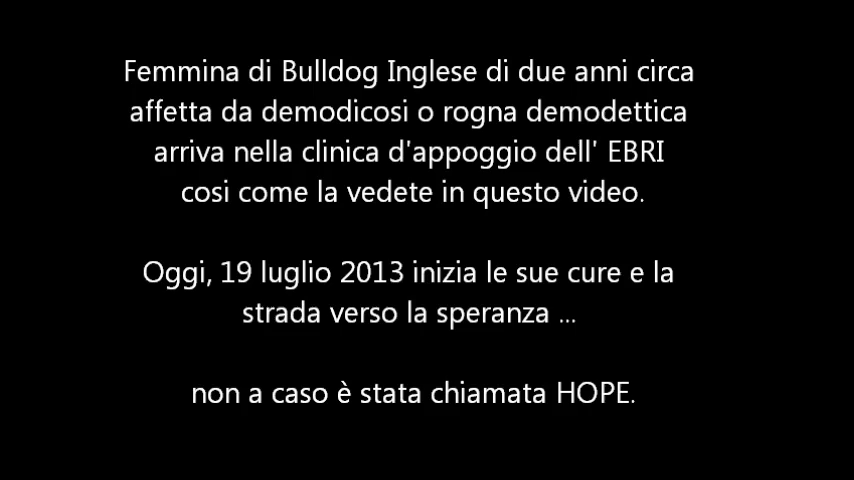 Femmina di Bulldog Inglese di due anni circa
affetta da demodicosi o rogna demodettica
arriva nella clinica d'appoggio dell' EBRI
cosi come la vedete in questo video.
Oggi, 19 luglio 2013 inizia le sue cure e la
strada verso la speranza ...
non a caso è stata chiamata HOPE.